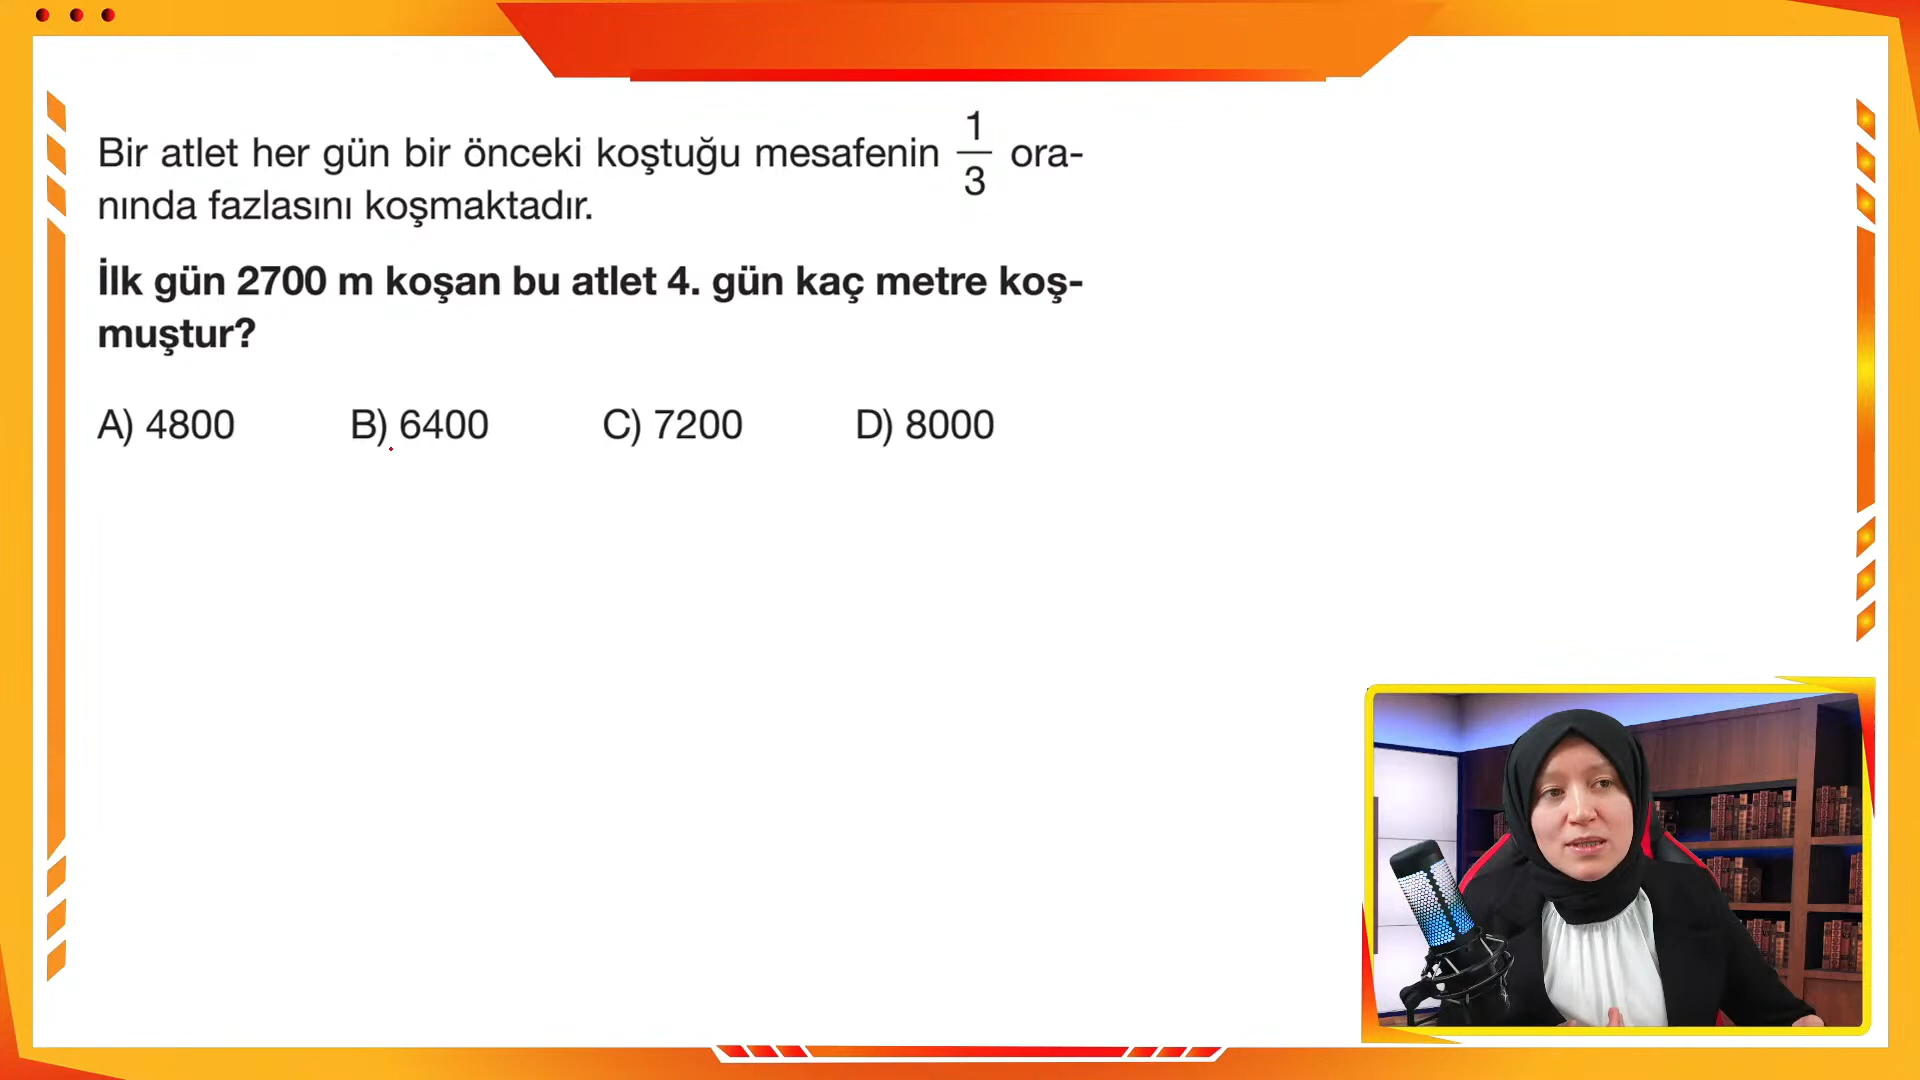 Bir atlet her gün bir önceki koştuğu mesafenin 1/3 ora-
nında fazlasını koşmaktadır.
İlk gün 2700 m koşan bu atlet 4. gün kaç metre koş-
muştur?
A) 4800 B) 6400 C) 7200 D) 8000